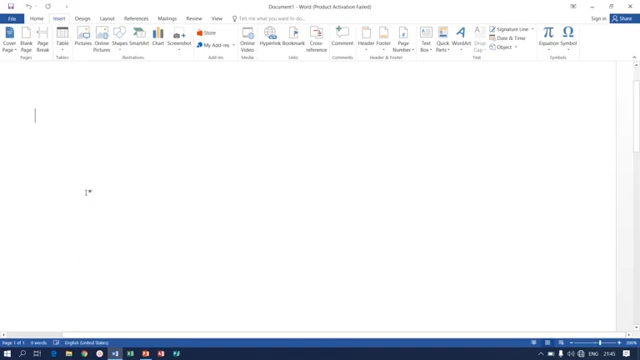 Document1 - Word (Product Activation Failed)
File Home Insert Design Layout References Mailings Review View Tell me what you want to do... Sign in Share
Cover Page Blank Page Page Break Table Pictures Online Pictures Shapes SmartArt Chart Screenshot Store My Add-ins Online Video Hyperlink Bookmark Cross-reference Comment Header Footer Page Number Text Box Quick Parts WordArt Drop Cap Signature Line Date & Time Object Equation Symbol
Pages Tables Illustrations Add-ins Media Links Comments Header & Footer Text Symbols
Page 1 of 1 0 words English (United States) 200%
ENG 21:45